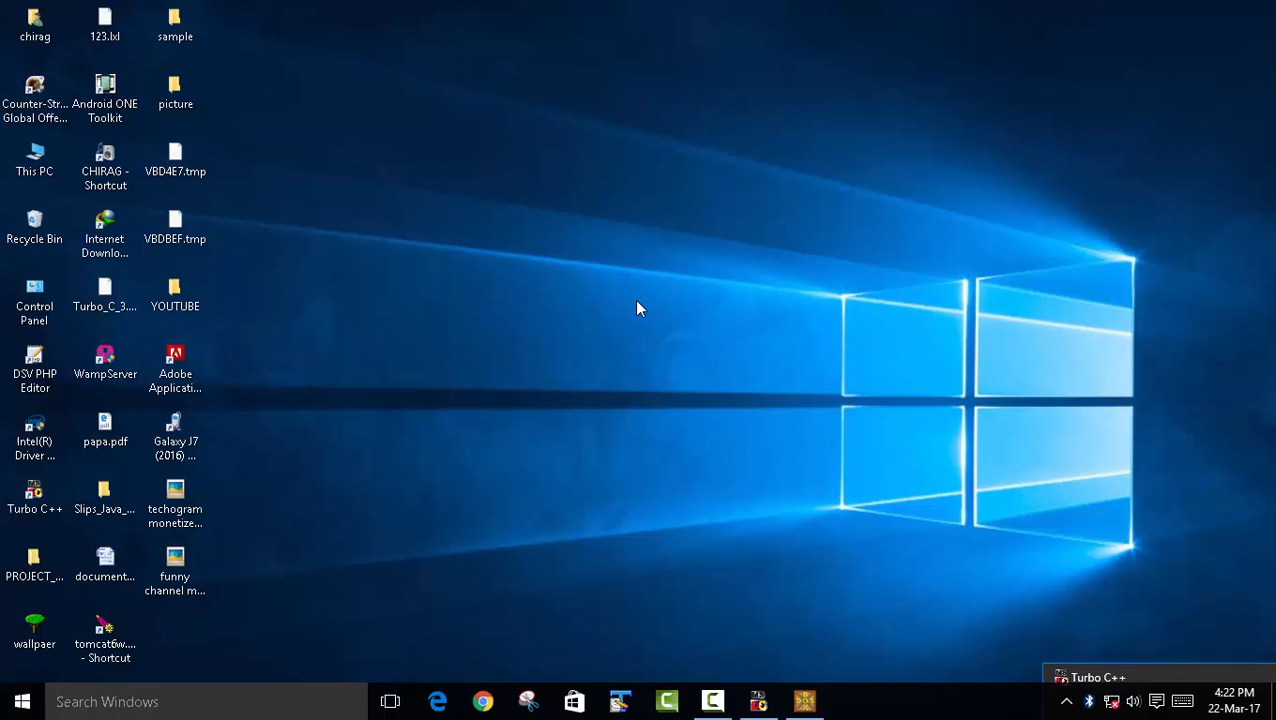 chirag
123.lxl
sample
Counter-Str...
Global Offe...
Android ONE
Toolkit
picture
This PC
CHIRAG -
Shortcut
VBD4E7.tmp
Recycle Bin
Internet
Downlo...
VBDBEF.tmp
Control
Panel
Turbo_C_3....
YOUTUBE
DSV PHP
Editor
WampServer
Adobe
Applicati...
Intel(R)
Driver ...
papa.pdf
Galaxy J7
(2016) ...
Turbo C++
Slips_Java_...
techogram
monetize...
PROJECT_...
document...
funny
channel m...
wallpaer
tomcat6w....
- Shortcut
Turbo C++
Search Windows
4:22 PM
22-Mar-17